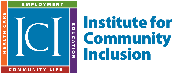 EMPLOYMENT
HEALTH CARE
ICI
EDUCATION
COMMUNITY LIFE
Institute for
Community
Inclusion